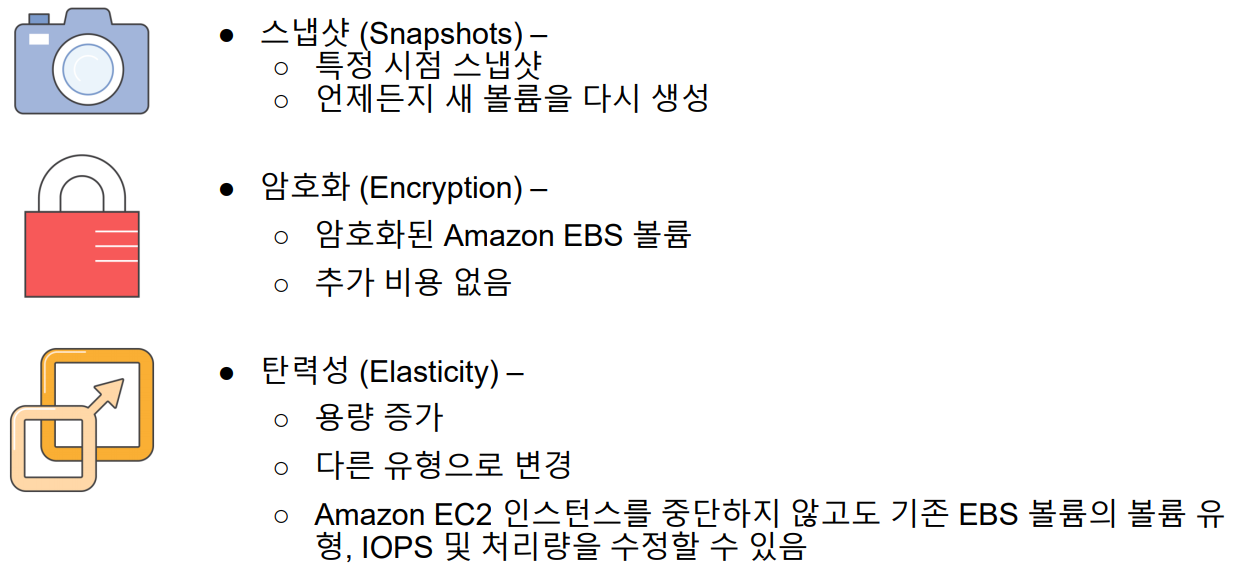 ● 스냅샷 (Snapshots) –
○ 특정 시점 스냅샷
○ 언제든지 새 볼륨을 다시 생성
● 암호화 (Encryption) –
○ 암호화된 Amazon EBS 볼륨
○ 추가 비용 없음
● 탄력성 (Elasticity) –
○ 용량 증가
○ 다른 유형으로 변경
○ Amazon EC2 인스턴스를 중단하지 않고도 기존 EBS 볼륨의 볼륨 유
형, IOPS 및 처리량을 수정할 수 있음